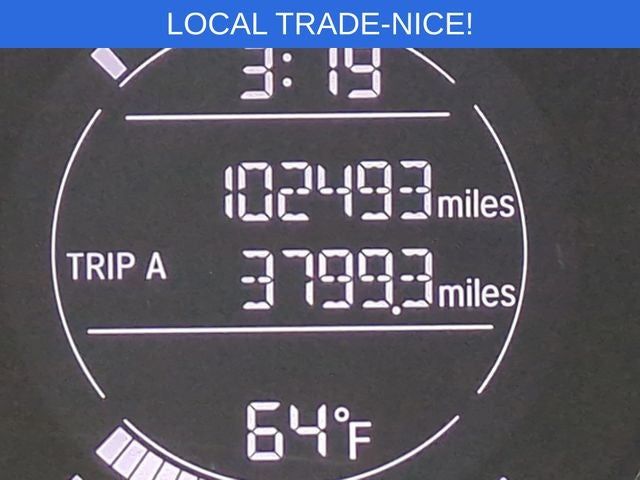 LOCAL TRADE-NICE!
3:19
102493 miles
TRIP A 3799.3 miles
64°F